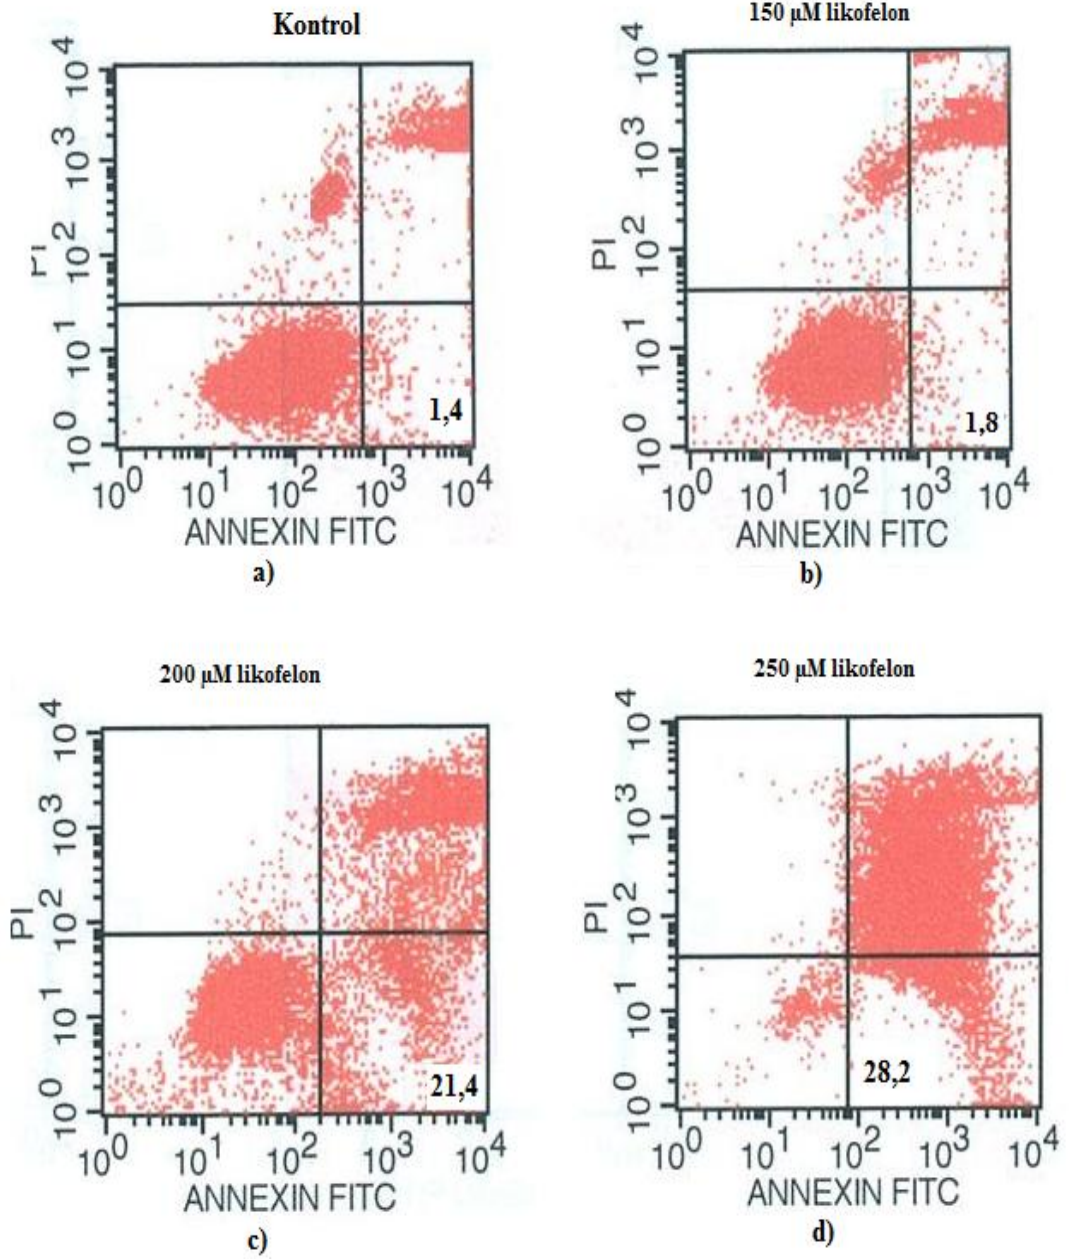 Kontrol
10^4
10^3
10^2
10^1
10^0
PI
1,4
10^0 10^1 10^2 10^3 10^4
ANNEXIN FITC
a)
150 µM likofelon
10^4
10^3
10^2
10^1
10^0
PI
1,8
10^0 10^1 10^2 10^3 10^4
ANNEXIN FITC
b)
200 µM likofelon
10^4
10^3
10^2
10^1
10^0
PI
21,4
10^0 10^1 10^2 10^3 10^4
ANNEXIN FITC
c)
250 µM likofelon
10^4
10^3
10^2
10^1
10^0
PI
28,2
10^0 10^1 10^2 10^3 10^4
ANNEXIN FITC
d)